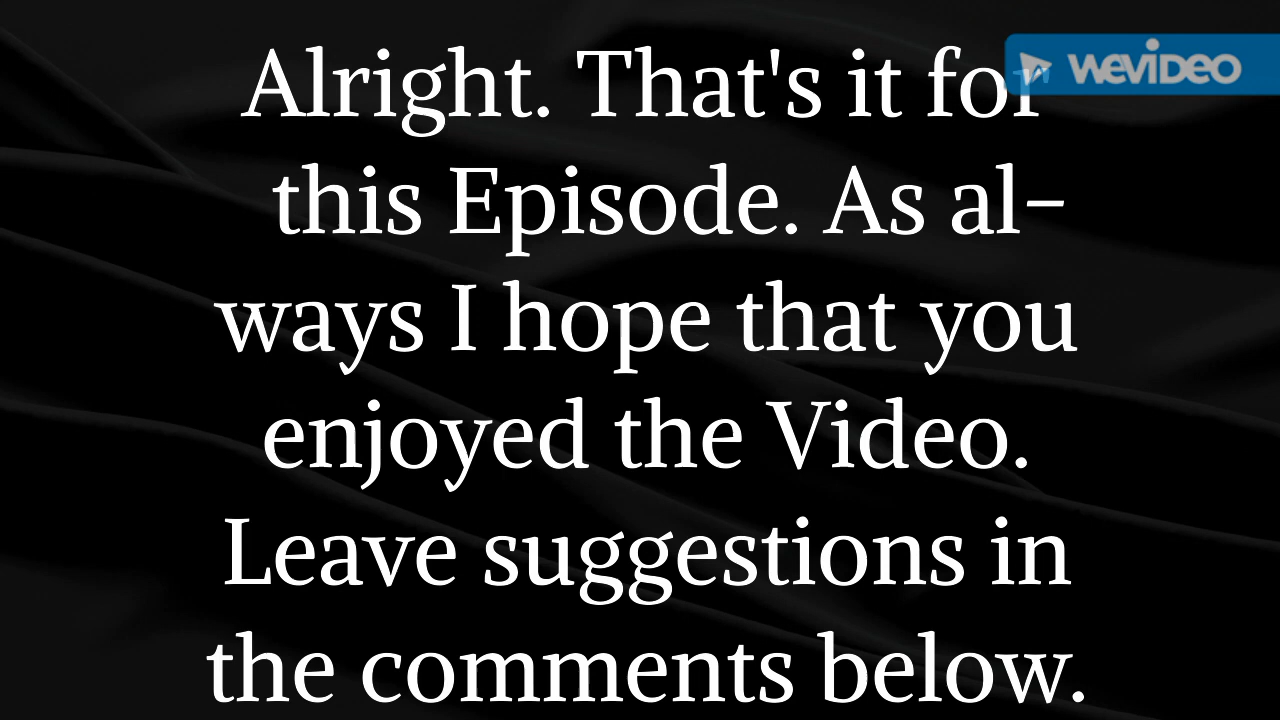 Alright. That's it for
WEVIDEO
this Episode. As al-
ways I hope that you
enjoyed the Video.
Leave suggestions in
the comments below.